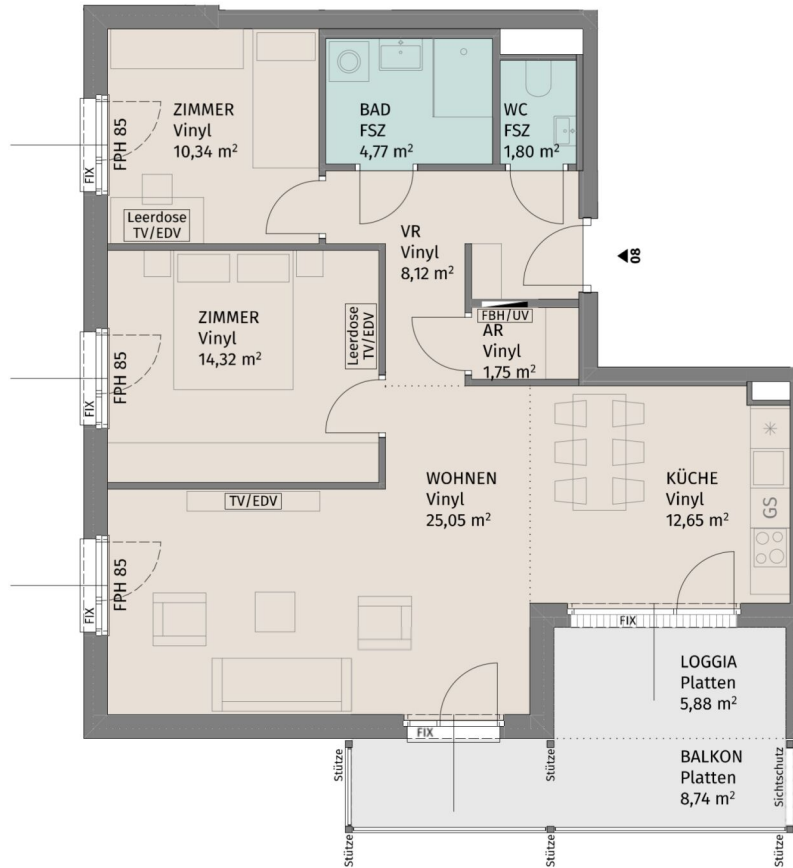 ZIMMER
Vinyl
10,34 m²
FPH 85
FIX
Leerdose
TV/EDV
BAD
FSZ
4,77 m²
WC
FSZ
1,80 m²
VR
Vinyl
8,12 m²
08
ZIMMER
Vinyl
14,32 m²
FPH 85
FIX
Leerdose
TV/EDV
FBH/UV
AR
Vinyl
1,75 m²
TV/EDV
WOHNEN
Vinyl
25,05 m²
KÜCHE
Vinyl
12,65 m²
GS
FPH 85
FIX
FIX
FIX
LOGGIA
Platten
5,88 m²
BALKON
Platten
8,74 m²
Stütze
Stütze
Sichtschutz
Stütze
Stütze
Stütze